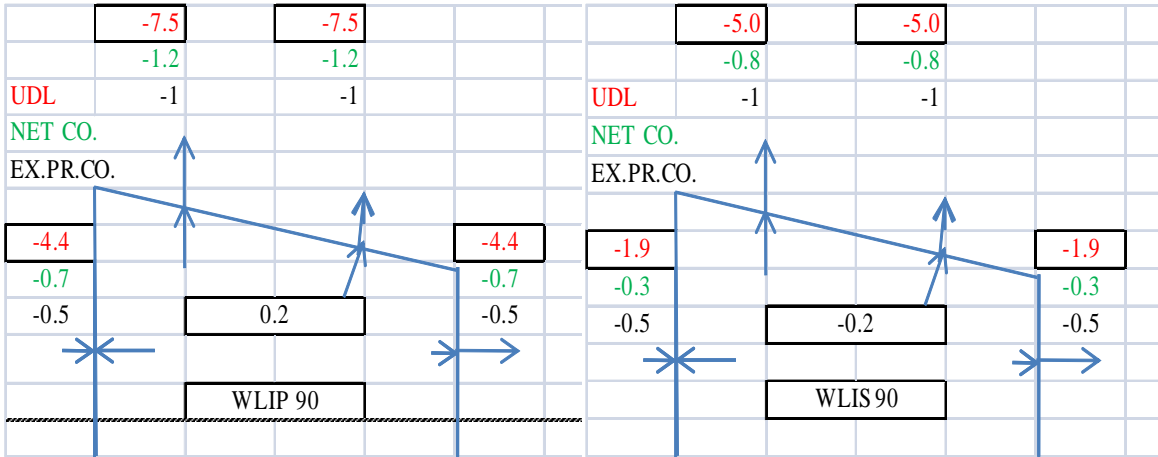 -7.5 -7.5
-1.2 -1.2
UDL -1 -1
NET CO.
EX.PR.CO.
-4.4 -4.4
-0.7 -0.7
-0.5 0.2 -0.5
WLIP 90
-5.0 -5.0
-0.8 -0.8
UDL -1 -1
NET CO.
EX.PR.CO.
-1.9 -1.9
-0.3 -0.3
-0.5 -0.2 -0.5
WLIS 90